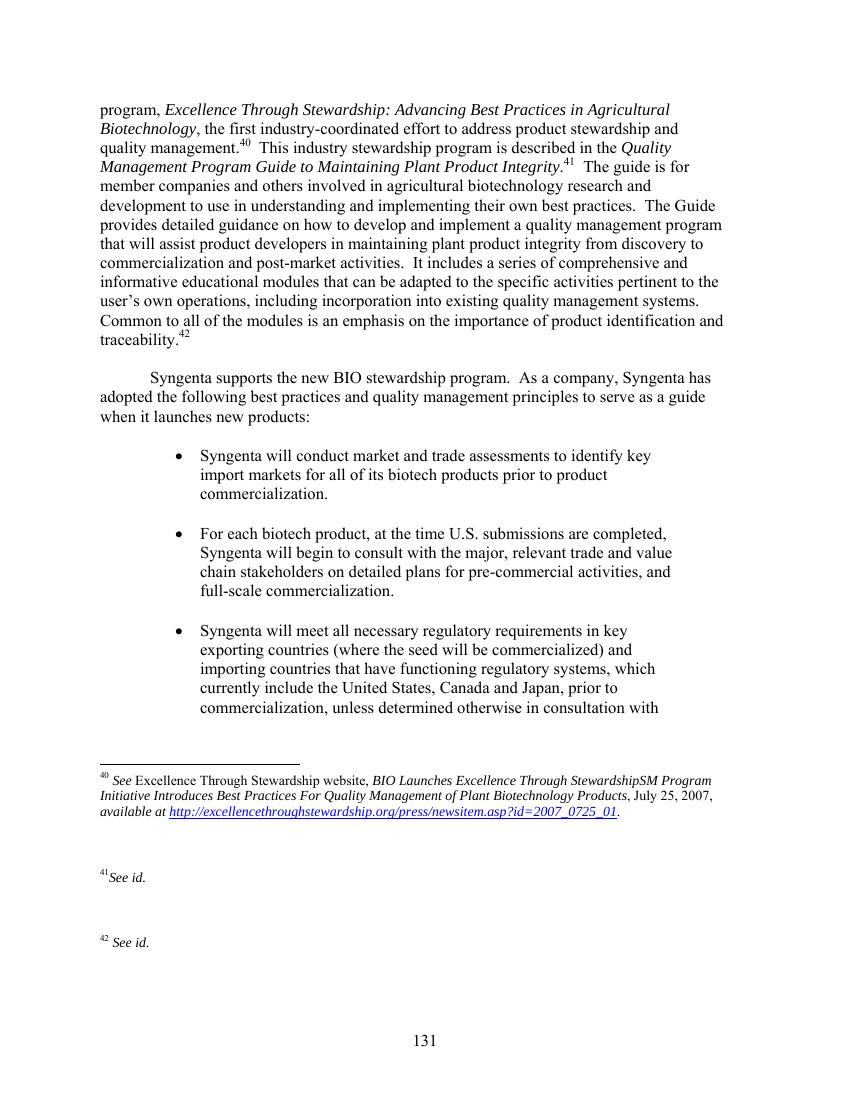 program, Excellence Through Stewardship: Advancing Best Practices in Agricultural
Biotechnology, the first industry-coordinated effort to address product stewardship and
quality management.40 This industry stewardship program is described in the Quality
Management Program Guide to Maintaining Plant Product Integrity.41 The guide is for
member companies and others involved in agricultural biotechnology research and
development to use in understanding and implementing their own best practices. The Guide
provides detailed guidance on how to develop and implement a quality management program
that will assist product developers in maintaining plant product integrity from discovery to
commercialization and post-market activities. It includes a series of comprehensive and
informative educational modules that can be adapted to the specific activities pertinent to the
user's own operations, including incorporation into existing quality management systems.
Common to all of the modules is an emphasis on the importance of product identification and
traceability.42
Syngenta supports the new BIO stewardship program. As a company, Syngenta has
adopted the following best practices and quality management principles to serve as a guide
when it launches new products:
• Syngenta will conduct market and trade assessments to identify key
import markets for all of its biotech products prior to product
commercialization.
• For each biotech product, at the time U.S. submissions are completed,
Syngenta will begin to consult with the major, relevant trade and value
chain stakeholders on detailed plans for pre-commercial activities, and
full-scale commercialization.
• Syngenta will meet all necessary regulatory requirements in key
exporting countries (where the seed will be commercialized) and
importing countries that have functioning regulatory systems, which
currently include the United States, Canada and Japan, prior to
commercialization, unless determined otherwise in consultation with
40 See Excellence Through Stewardship website, BIO Launches Excellence Through StewardshipSM Program
Initiative Introduces Best Practices For Quality Management of Plant Biotechnology Products, July 25, 2007,
available at http://excellencethroughstewardship.org/press/newsitem.asp?id=2007_0725_01.
41See id.
42 See id.
131